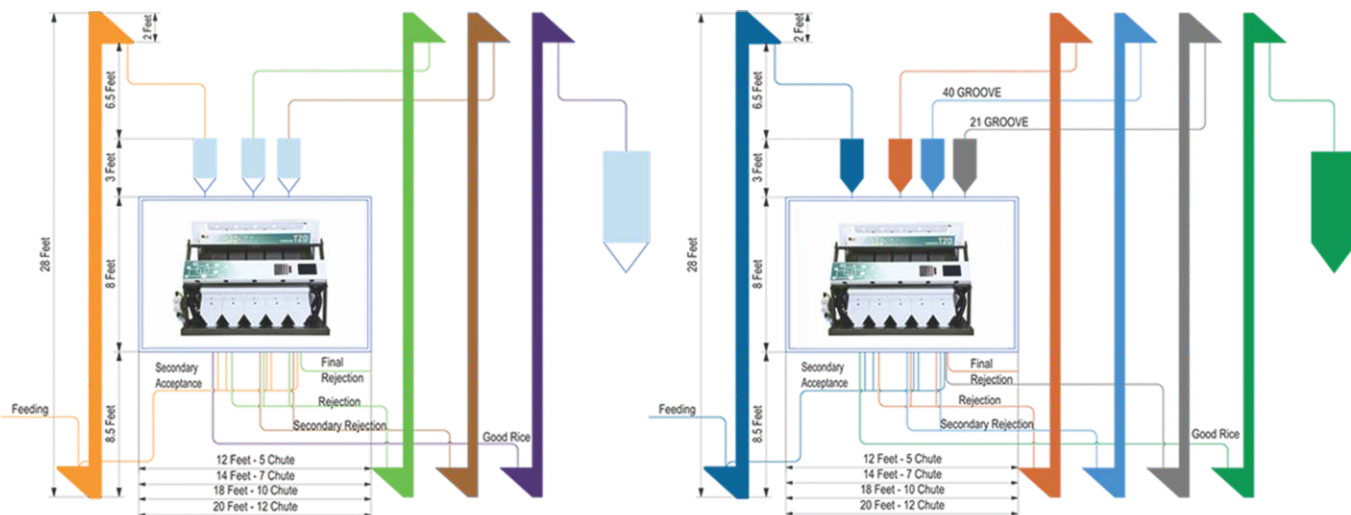 2 Feet
6.5 Feet
3 Feet
28 Feet
8 Feet
T20
Secondary
Acceptance
Final
Rejection
Feeding
Rejection
8.5 Feet
Secondary Rejection
Good Rice
12 Feet - 5 Chute
14 Feet - 7 Chute
18 Feet - 10 Chute
20 Feet - 12 Chute
2 Feet
6.5 Feet
40 GROOVE
21 GROOVE
3 Feet
28 Feet
8 Feet
T20
Secondary
Acceptance
Final
Rejection
Feeding
Rejection
8.5 Feet
Secondary Rejection
Good Rice
12 Feet - 5 Chute
14 Feet - 7 Chute
18 Feet - 10 Chute
20 Feet - 12 Chute